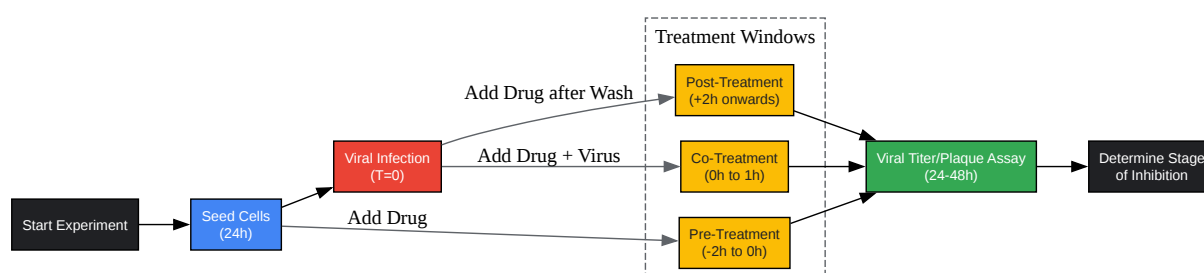 Start Experiment
Seed Cells
(24h)
Viral Infection
(T=0)
Add Drug after Wash
Add Drug + Virus
Add Drug
Treatment Windows
Post-Treatment
(+2h onwards)
Co-Treatment
(0h to 1h)
Pre-Treatment
(-2h to 0h)
Viral Titer/Plaque Assay
(24-48h)
Determine Stage
of Inhibition